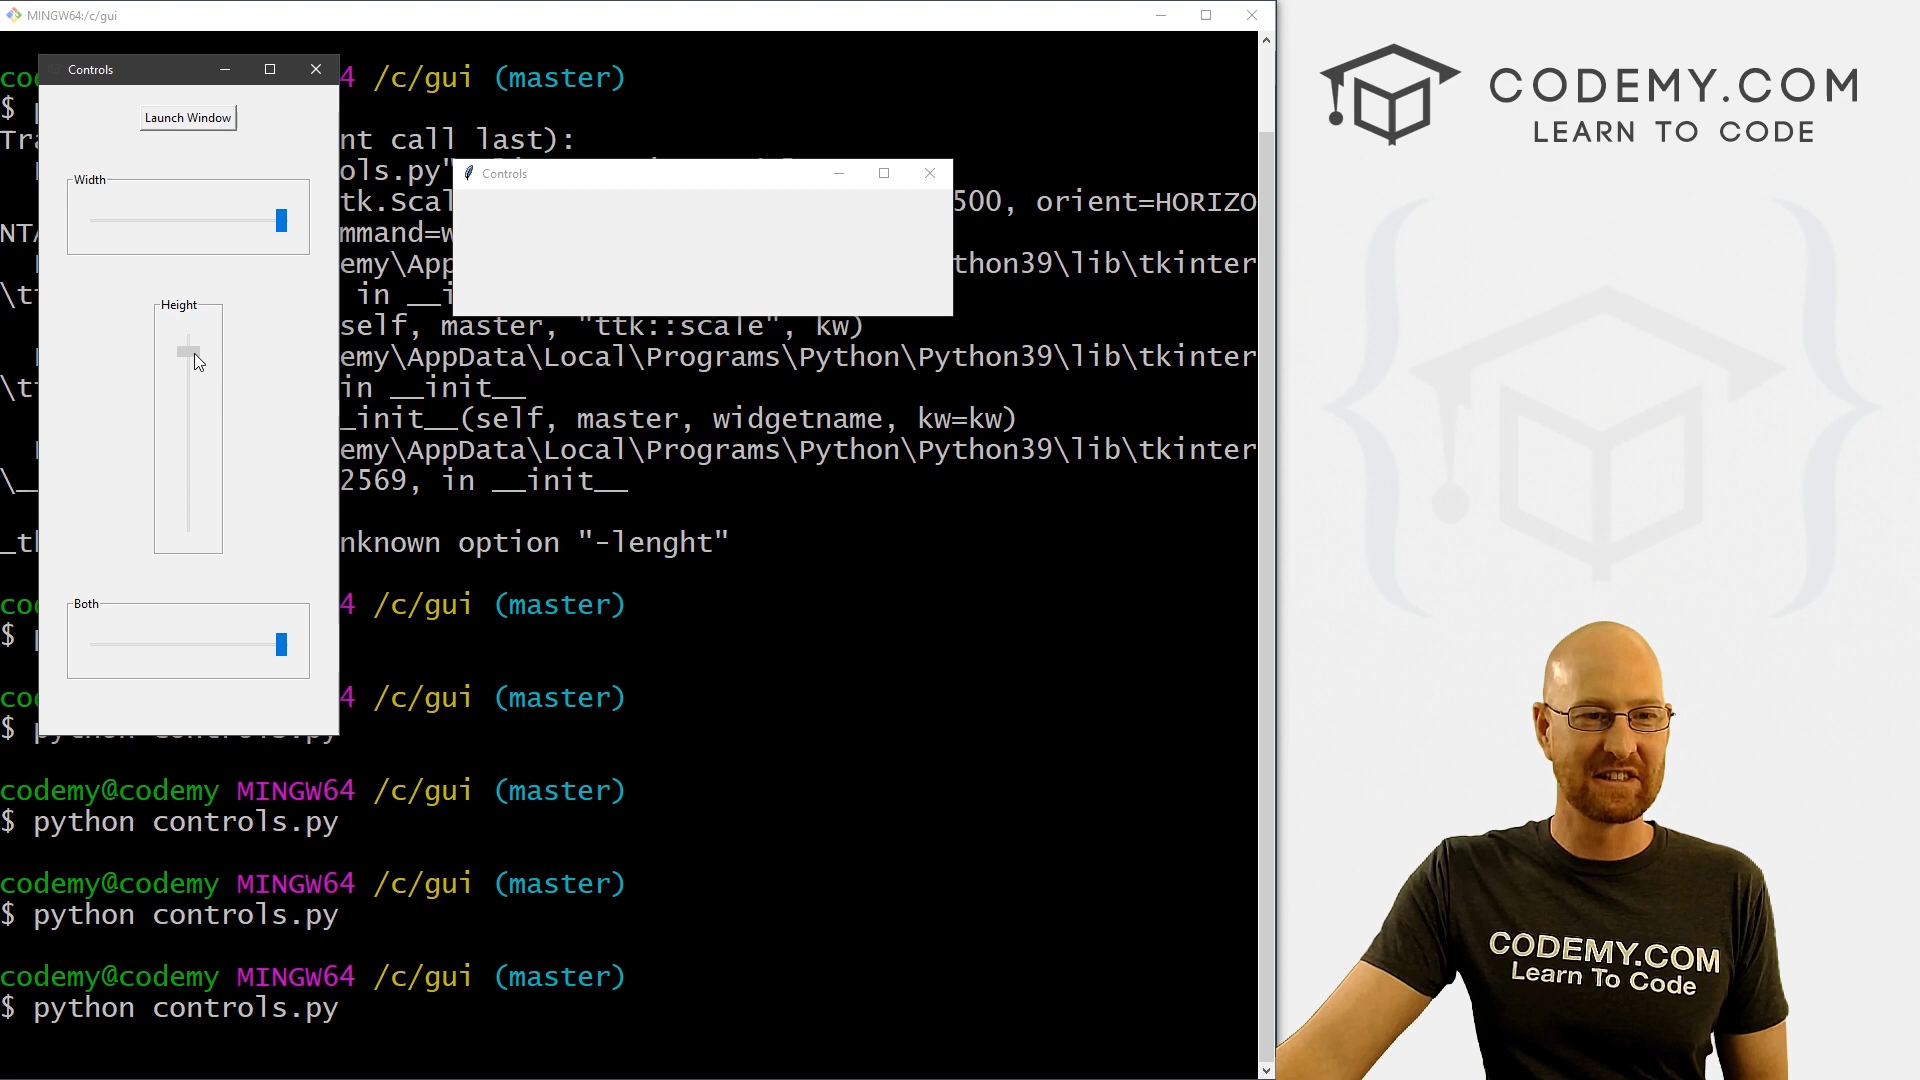 MINGW64:/c/gui
4 /c/gui (master)
$
nt call last):
ols.py"
tk.Scal
500, orient=HORIZO
mmand=w
emy\App
thon39\lib\tkinter
in __i
self, master, "ttk::scale", kw)
emy\AppData\Local\Programs\Python\Python39\lib\tkinter
in __init__
_init__(self, master, widgetname, kw=kw)
emy\AppData\Local\Programs\Python\Python39\lib\tkinter
2569, in __init__
nknown option "-lenght"
4 /c/gui (master)
$
4 /c/gui (master)
$ python controls.py
codemy@codemy MINGW64 /c/gui (master)
$ python controls.py
codemy@codemy MINGW64 /c/gui (master)
$ python controls.py
codemy@codemy MINGW64 /c/gui (master)
$ python controls.py
Controls
Launch Window
Width
Height
Both
Controls
CODEMY.COM
LEARN TO CODE
CODEMY.COM
Learn To Code